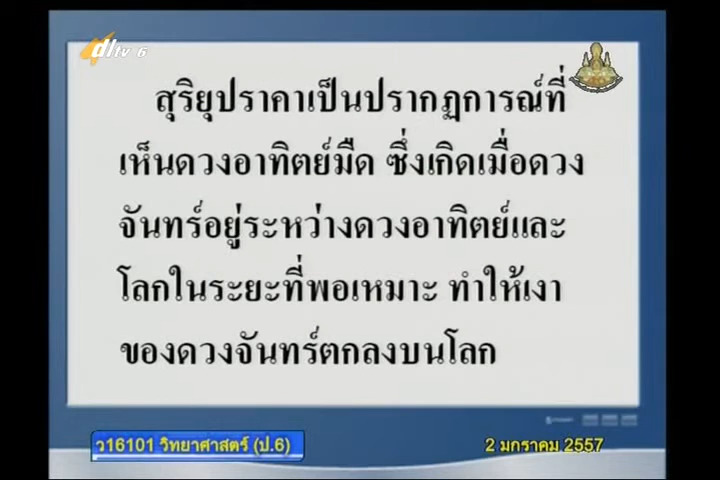 dltv 6
สุริยุปราคาเป็นปรากฏการณ์ที่
เห็นดวงอาทิตย์มืด ซึ่งเกิดเมื่อดวง
จันทร์อยู่ระหว่างดวงอาทิตย์และ
โลกในระยะที่พอเหมาะ ทำให้เงา
ของดวงจันทร์ตกลงบนโลก
ว16101 วิทยาศาสตร์ (ป.6)
2 มกราคม 2557